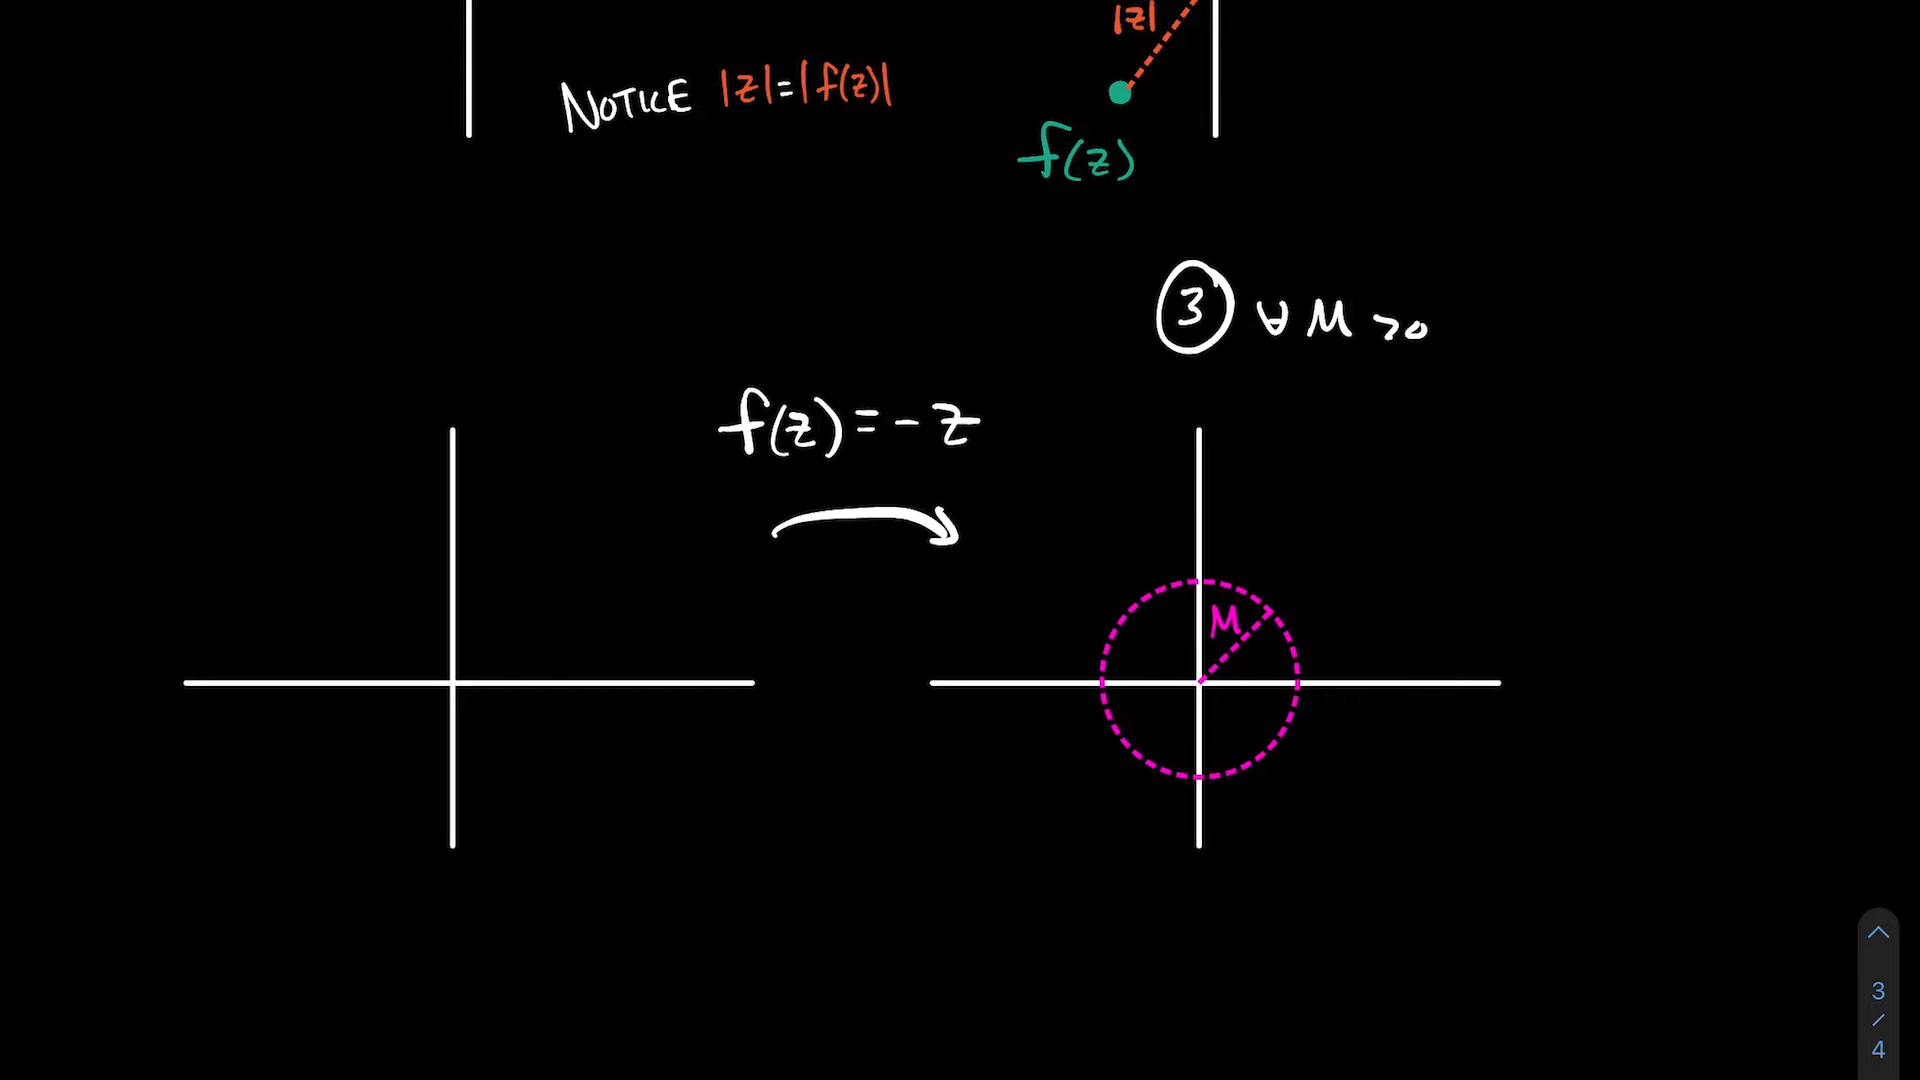 |z|
NOTICE |z|=|f(z)|
f(z)
③ ∀ M >0
f(z)=-z
M
3
/
4